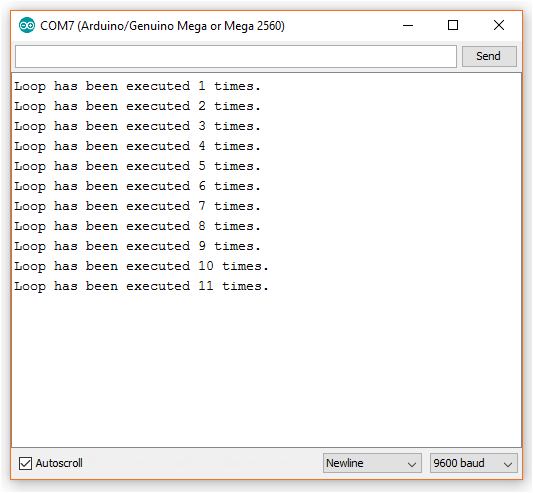 COM7 (Arduino/Genuino Mega or Mega 2560)
Send
Loop has been executed 1 times.
Loop has been executed 2 times.
Loop has been executed 3 times.
Loop has been executed 4 times.
Loop has been executed 5 times.
Loop has been executed 6 times.
Loop has been executed 7 times.
Loop has been executed 8 times.
Loop has been executed 9 times.
Loop has been executed 10 times.
Loop has been executed 11 times.
Autoscroll Newline 9600 baud